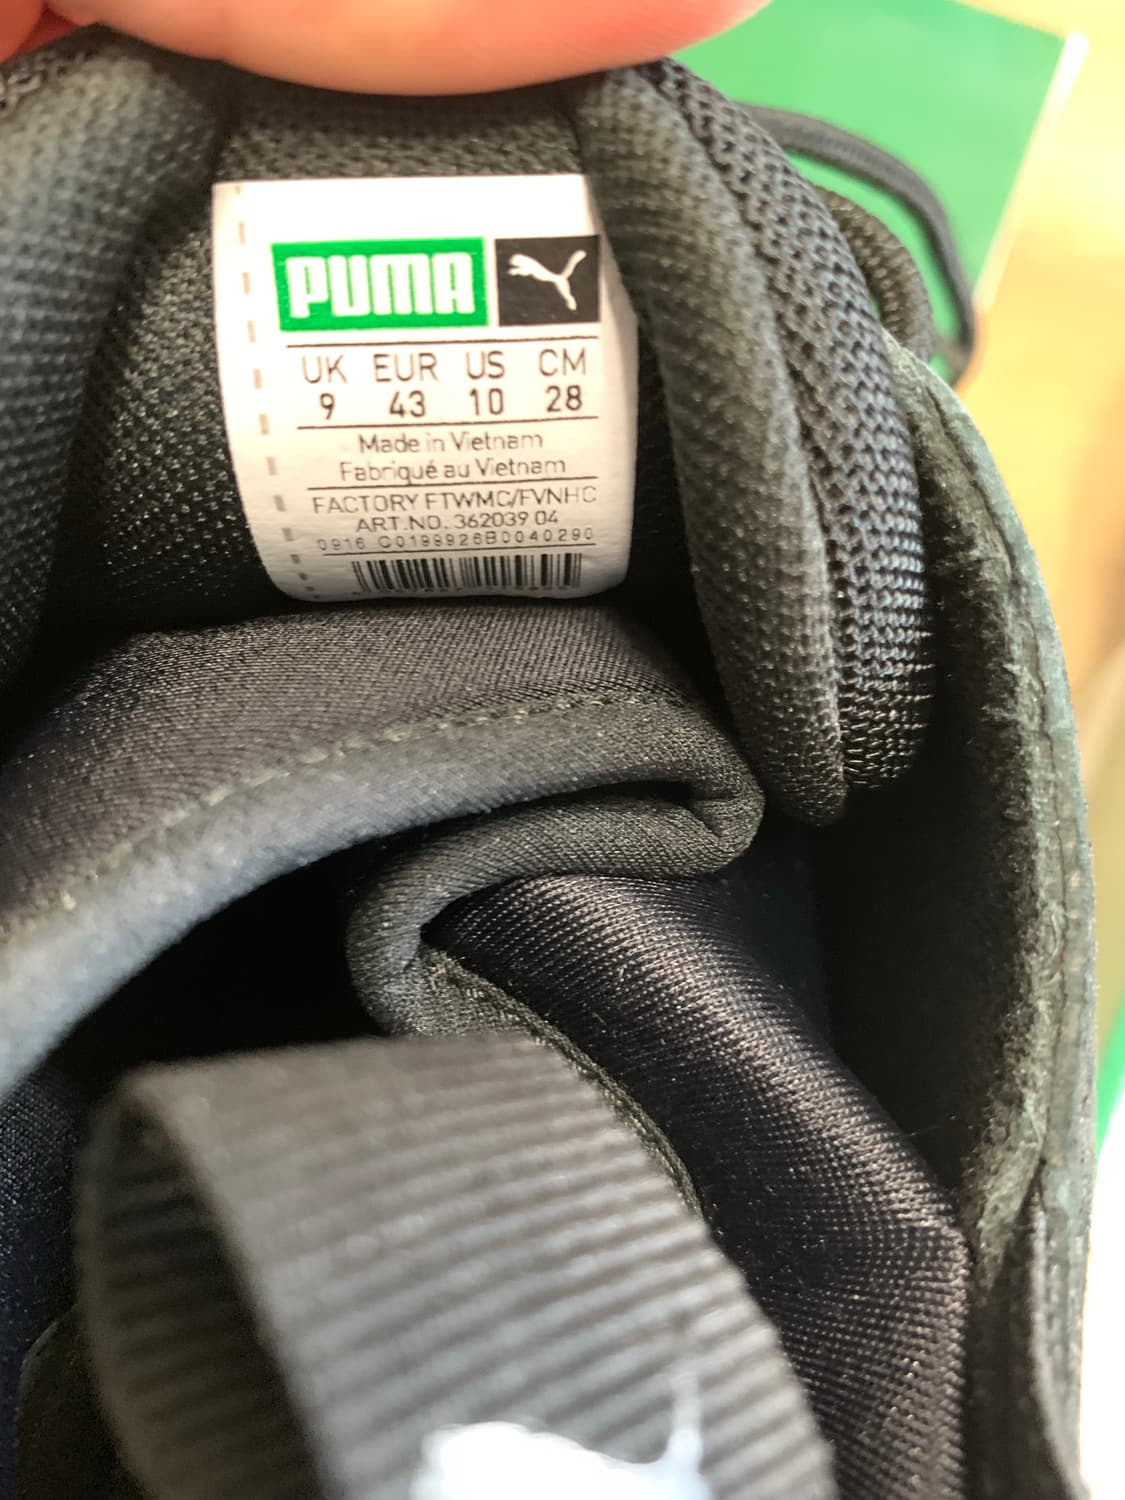 PUMA
UK EUR US CM
9 43 10 28
Made in Vietnam
Fabriqué au Vietnam
FACTORY FTWMC/FVNHC
ART.NO. 362039 04
0916 C0199926B0040290